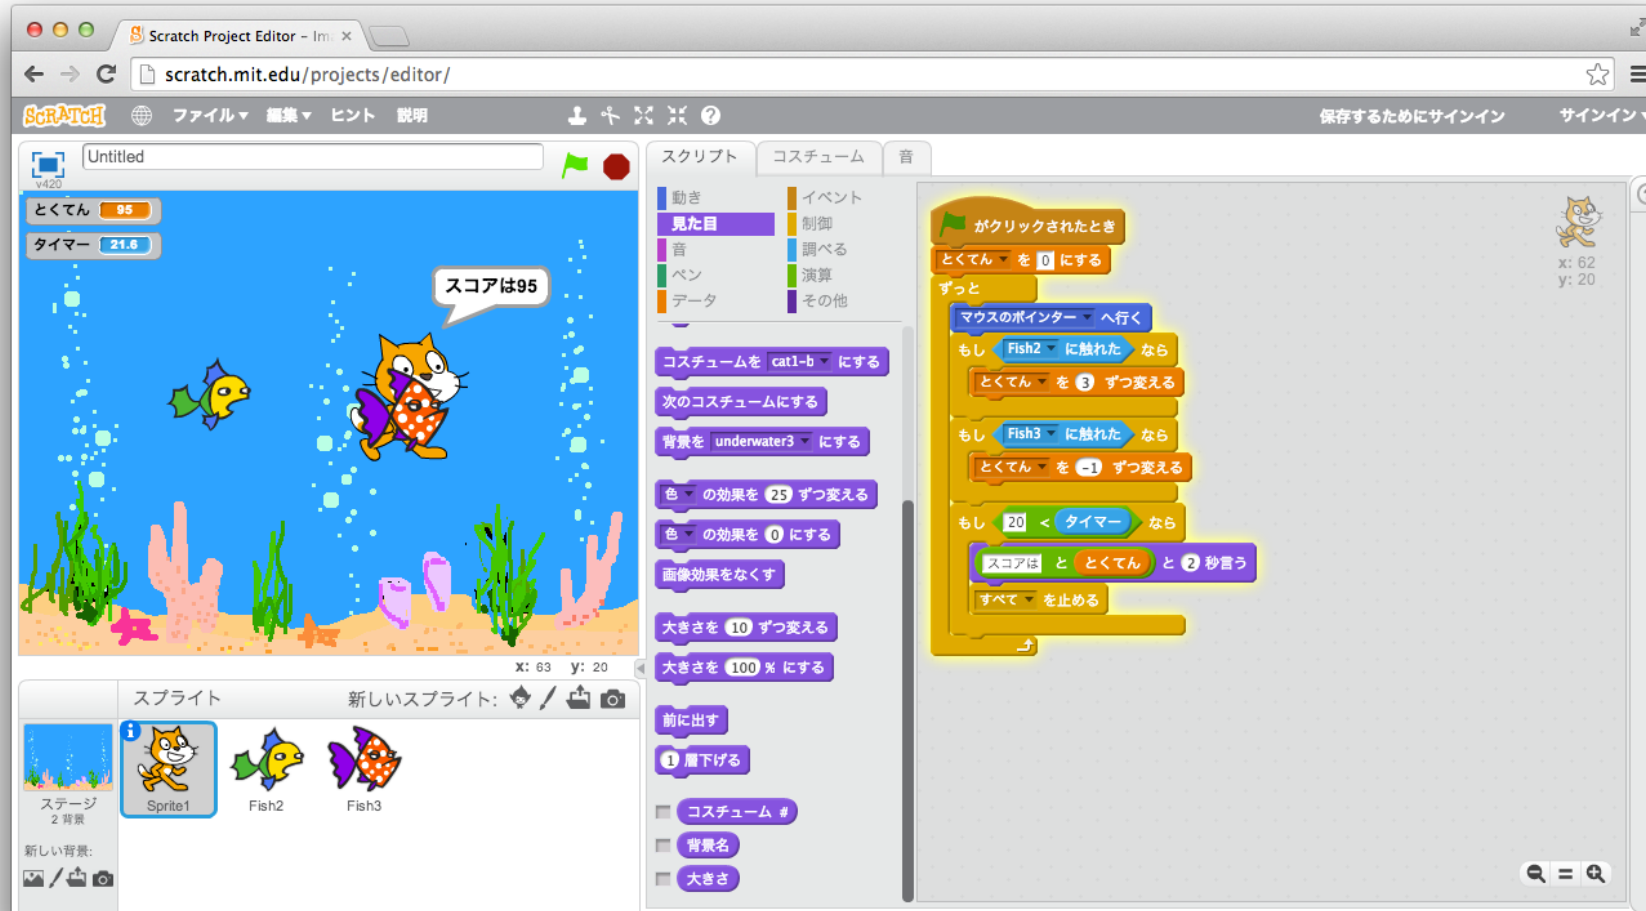 Scratch Project Editor - Im
scratch.mit.edu/projects/editor/
SCRATCH ファイル 編集 ヒント 説明 保存するためにサインイン サインイン
Untitled
v420
とくてん 95
タイマー 21.6
スコアは95
x: 63 y: 20
スプライト 新しいスプライト:
ステージ
2 背景
新しい背景:
Sprite1
Fish2
Fish3
スクリプト コスチューム 音
動き イベント
見た目 制御
音 調べる
ペン 演算
データ その他
コスチュームを cat1-b にする
次のコスチュームにする
背景を underwater3 にする
色 の効果を 25 ずつ変える
色 の効果を 0 にする
画像効果をなくす
大きさを 10 ずつ変える
大きさを 100 % にする
前に出す
1 層下げる
コスチューム #
背景名
大きさ
がクリックされたとき
とくてん を 0 にする
ずっと
マウスのポインター へ行く
もし Fish2 に触れた なら
とくてん を 3 ずつ変える
もし Fish3 に触れた なら
とくてん を -1 ずつ変える
もし 20 < タイマー なら
スコアは と とくてん と 2 秒言う
すべて を止める
x: 62
y: 20